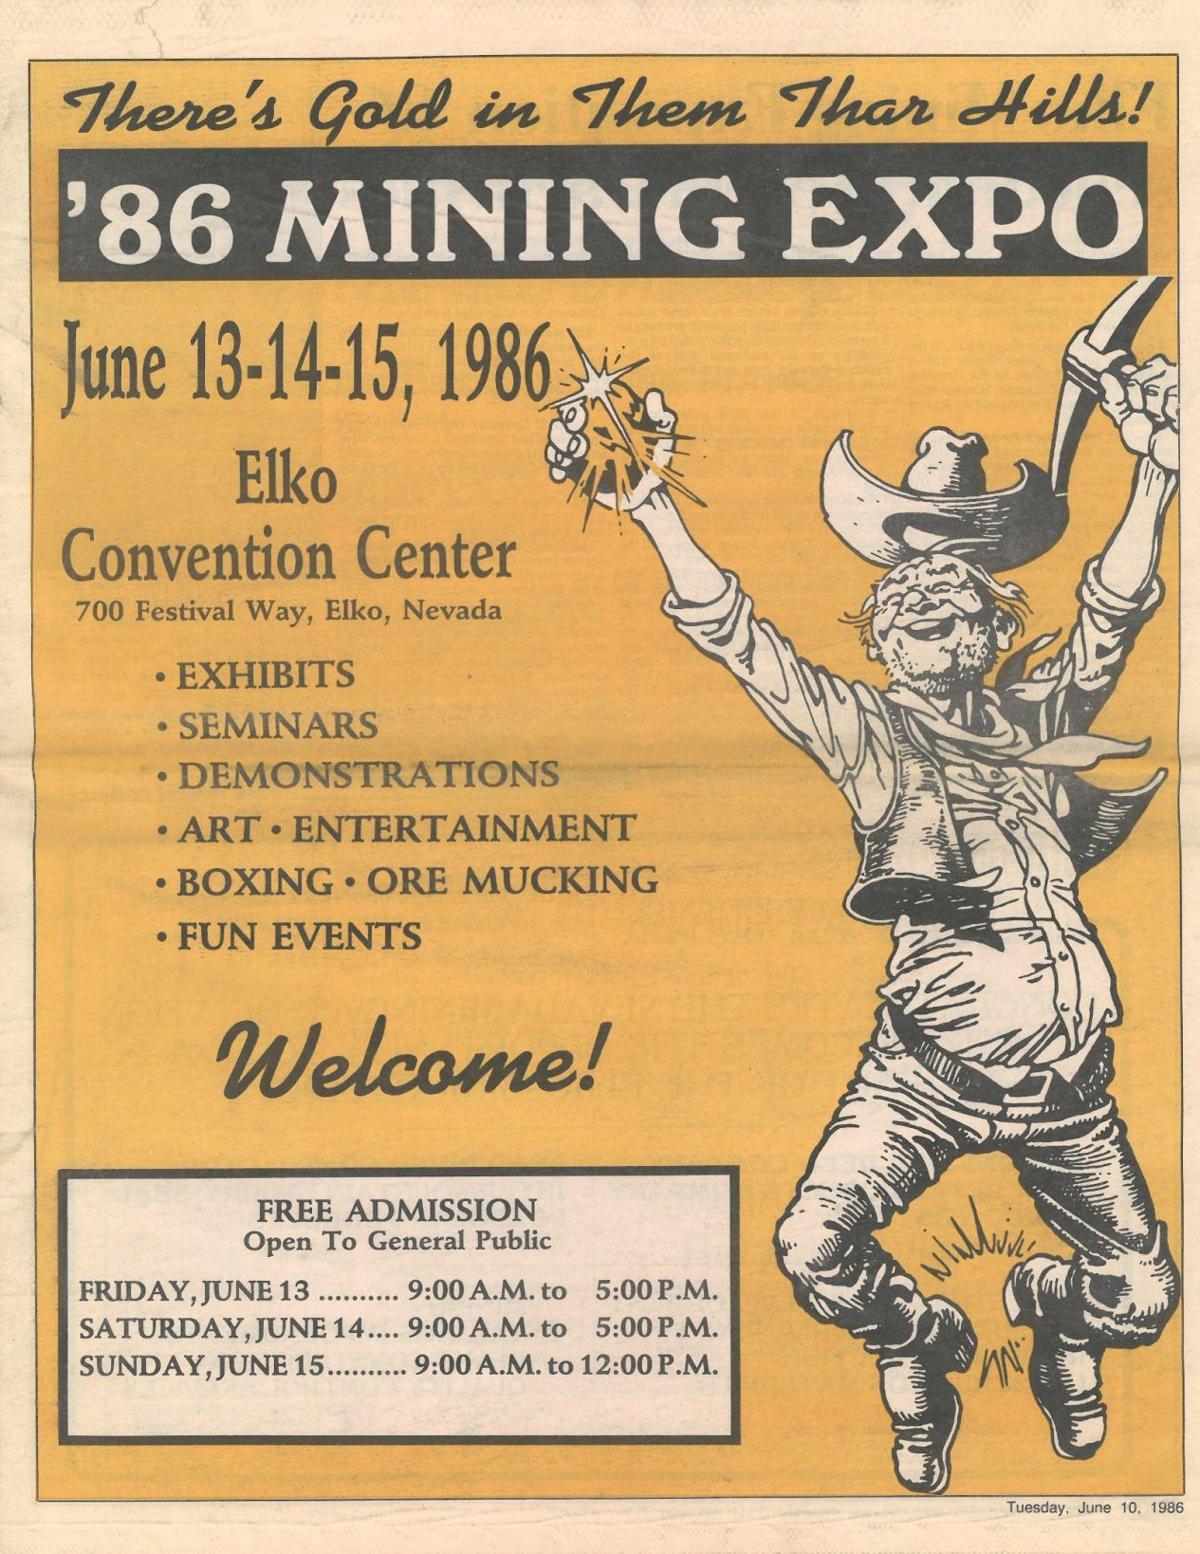 There's Gold in Them Thar Hills!
'86 MINING EXPO
June 13-14-15, 1986
Elko
Convention Center
700 Festival Way, Elko, Nevada
• EXHIBITS
• SEMINARS
• DEMONSTRATIONS
• ART • ENTERTAINMENT
• BOXING • ORE MUCKING
• FUN EVENTS
Welcome!
FREE ADMISSION
Open To General Public
FRIDAY, JUNE 13 .......... 9:00 A.M. to 5:00 P.M.
SATURDAY, JUNE 14.... 9:00 A.M. to 5:00 P.M.
SUNDAY, JUNE 15.......... 9:00 A.M. to 12:00 P.M.
Tuesday, June 10, 1986